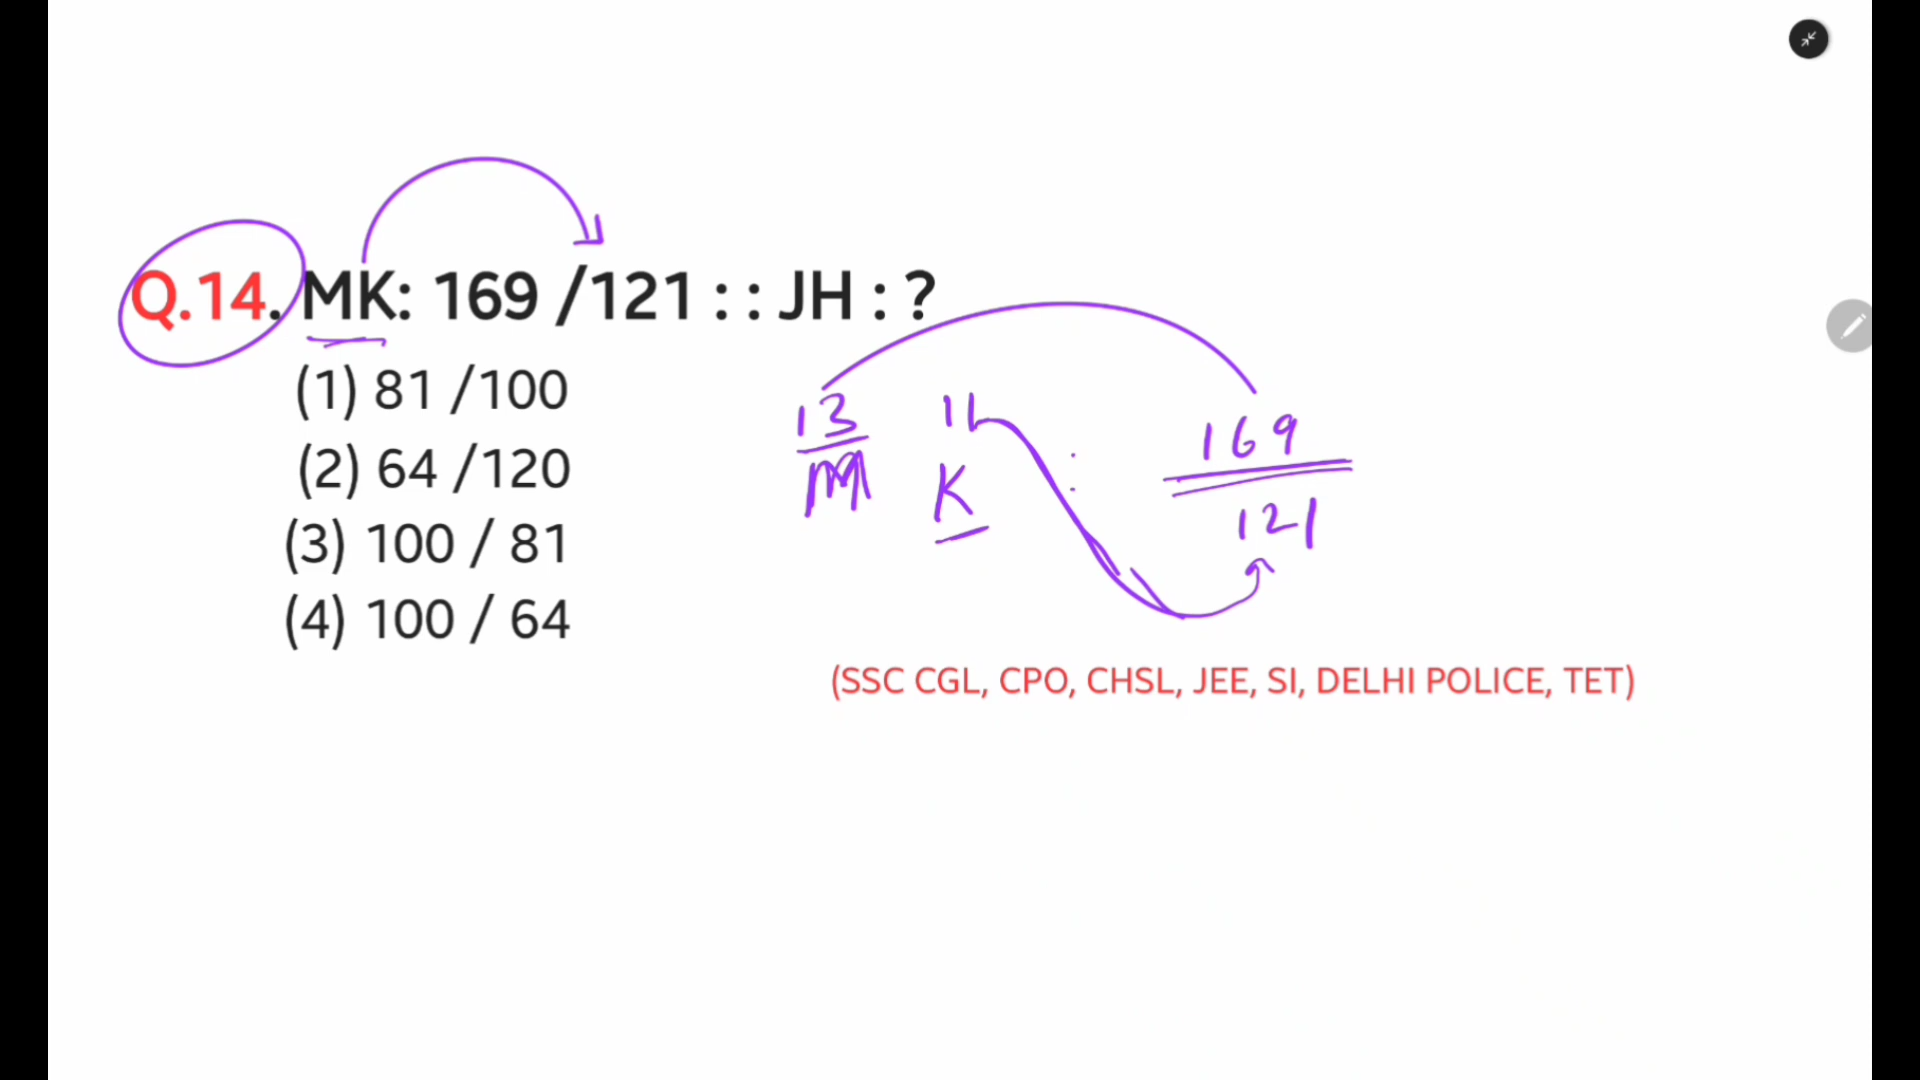 Q.14. MK: 169 /121 : : JH : ?
(1) 81 /100
(2) 64 /120
(3) 100 / 81
(4) 100 / 64
13 11 : 169
M K 121
(SSC CGL, CPO, CHSL, JEE, SI, DELHI POLICE, TET)